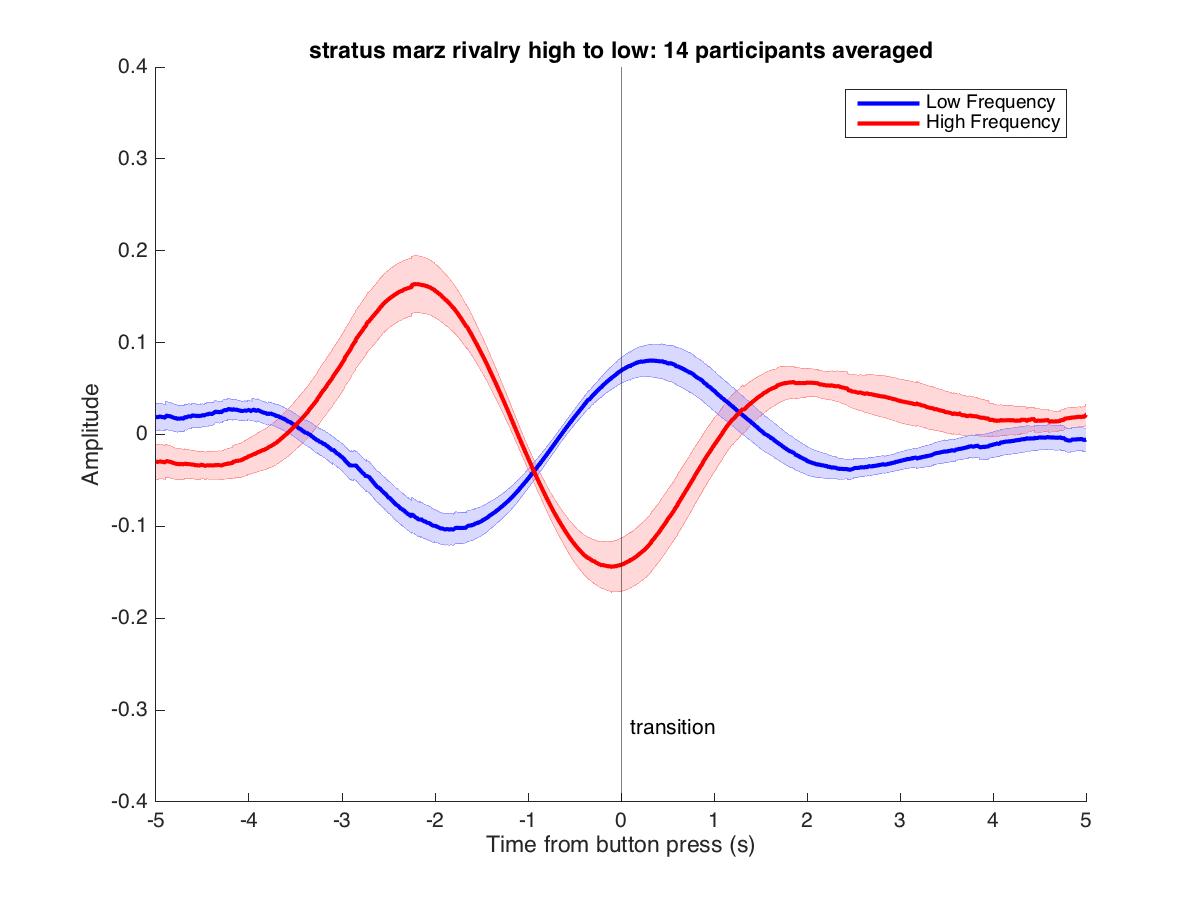 stratus marz rivalry high to low: 14 participants averaged
Low Frequency
High Frequency
0.4
0.3
0.2
0.1
0
-0.1
-0.2
-0.3
-0.4
Amplitude
transition
-5 -4 -3 -2 -1 0 1 2 3 4 5
Time from button press (s)